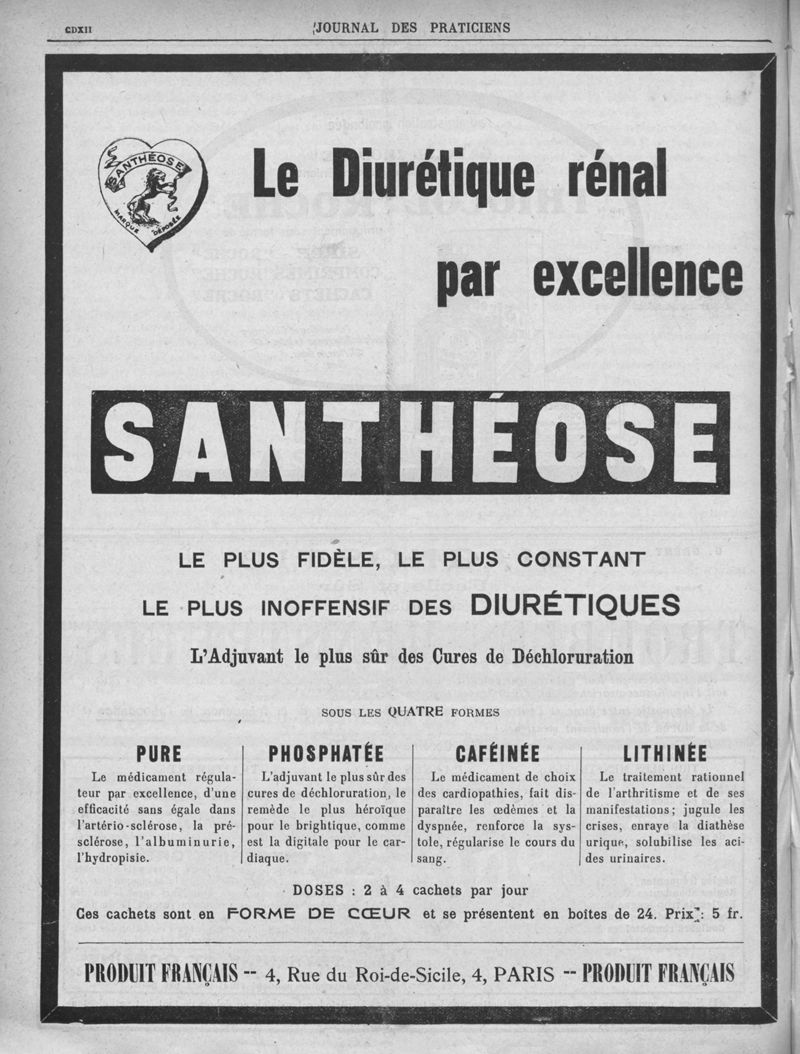 CDXII
JOURNAL DES PRATICIENS
SANTHÉOSE
MARQUE DÉPOSÉE
Le Diurétique rénal
par excellence
SANTHÉOSE
LE PLUS FIDÈLE, LE PLUS CONSTANT
LE PLUS INOFFENSIF DES DIURÉTIQUES
L'Adjuvant le plus sûr des Cures de Déchloruration
SOUS LES QUATRE FORMES
PURE
Le médicament régula-
teur par excellence, d'une
efficacité sans égale dans
l'artério-sclérose, la pré-
sclérose, l'albuminurie,
l'hydropisie.
PHOSPHATÉE
L'adjuvant le plus sûr des
cures de déchloruration, le
remède le plus héroïque
pour le brightique, comme
est la digitale pour le car-
diaque.
CAFÉINÉE
Le médicament de choix
des cardiopathies, fait dis-
paraître les œdèmes et la
dyspnée, renforce la sys-
tole, régularise le cours du
sang.
LITHINÉE
Le traitement rationnel
de l'arthritisme et de ses
manifestations; jugule les
crises, enraye la diathèse
urique, solubilise les aci-
des urinaires.
DOSES : 2 à 4 cachets par jour
Ces cachets sont en FORME DE CŒUR et se présentent en boîtes de 24. Prix : 5 fr.
PRODUIT FRANÇAIS -- 4, Rue du Roi-de-Sicile, 4, PARIS -- PRODUIT FRANÇAIS